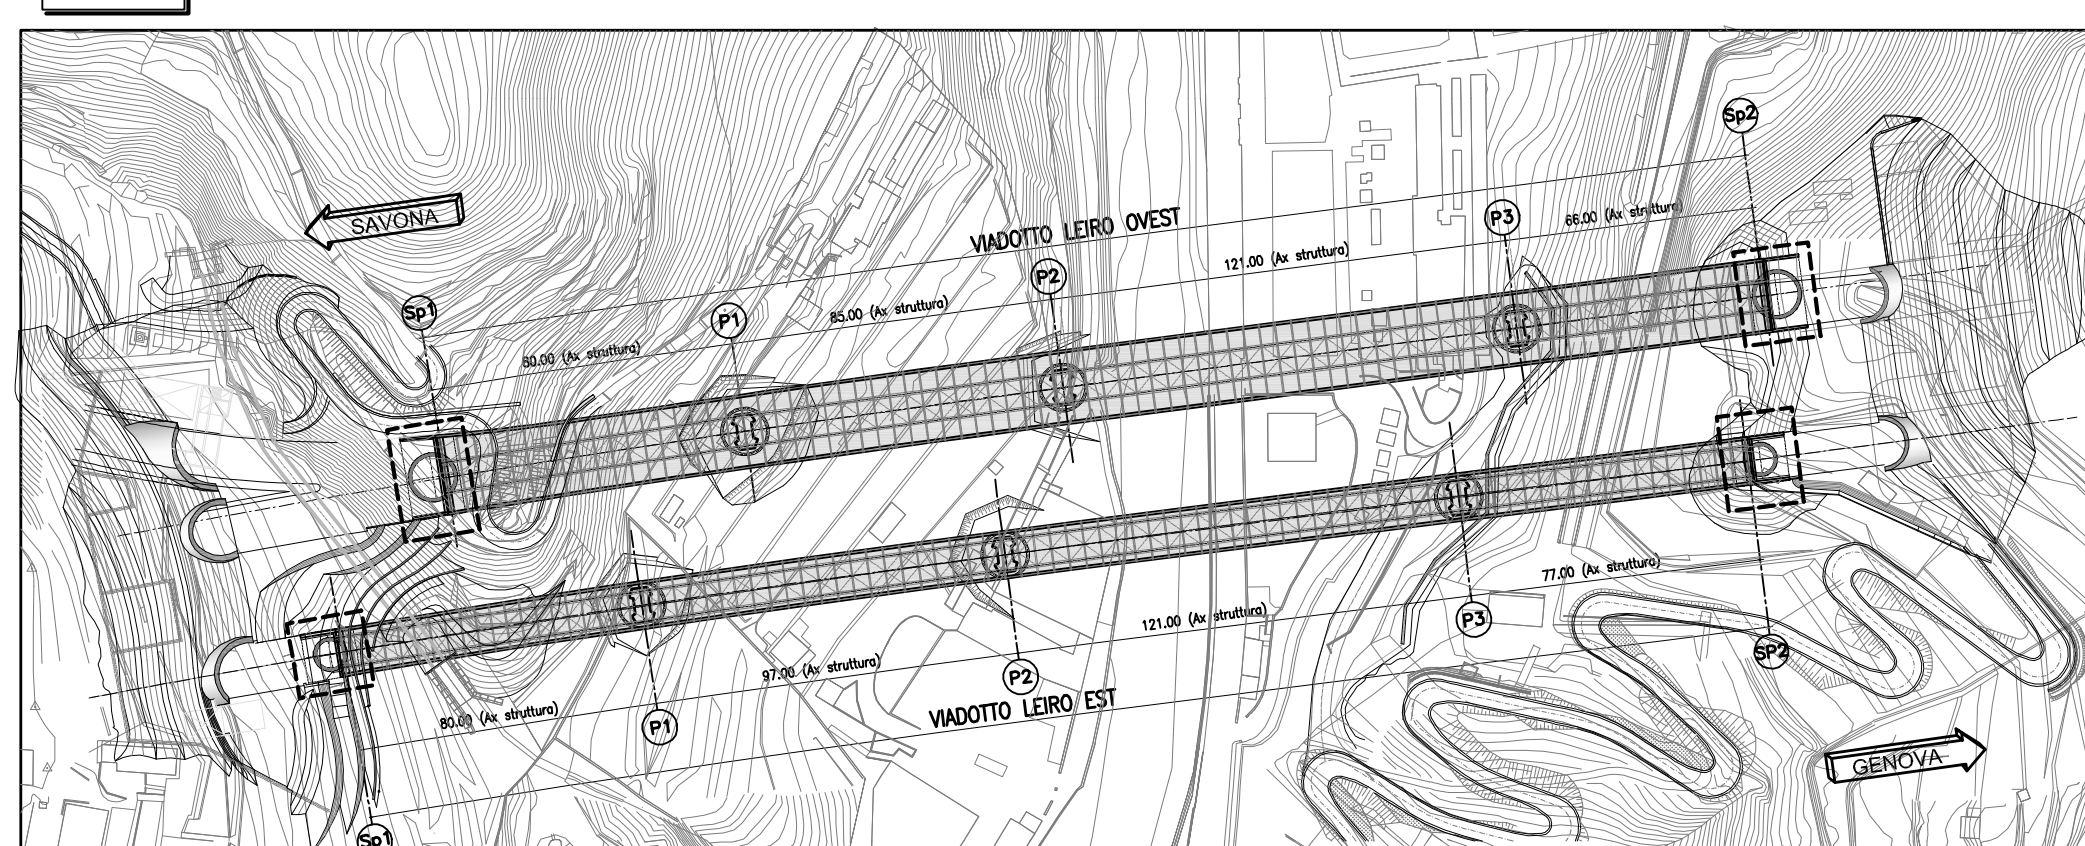 Sp2
SAVONA
VIADOTTO LEIRO OVEST
P3
66.00 (Ax struttura)
121.00 (Ax struttura)
P2
Sp1
P1
85.00 (Ax struttura)
80.00 (Ax struttura)
77.00 (Ax struttura)
121.00 (Ax struttura)
P3
SP2
97.00 (Ax struttura)
P2
VIADOTTO LEIRO EST
80.00 (Ax struttura)
P1
GENOVA
Sp1